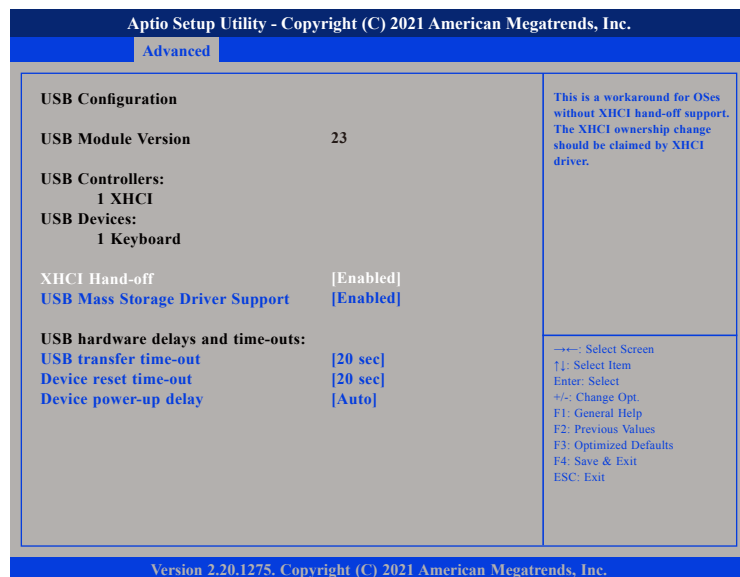 Aptio Setup Utility - Copyright (C) 2021 American Megatrends, Inc.
Advanced
USB Configuration
USB Module Version 23
USB Controllers:
1 XHCI
USB Devices:
1 Keyboard
XHCI Hand-off [Enabled]
USB Mass Storage Driver Support [Enabled]
USB hardware delays and time-outs:
USB transfer time-out [20 sec]
Device reset time-out [20 sec]
Device power-up delay [Auto]
This is a workaround for OSes
without XHCI hand-off support.
The XHCI ownership change
should be claimed by XHCI
driver.
→←: Select Screen
↑↓: Select Item
Enter: Select
+/-: Change Opt.
F1: General Help
F2: Previous Values
F3: Optimized Defaults
F4: Save & Exit
ESC: Exit
Version 2.20.1275. Copyright (C) 2021 American Megatrends, Inc.